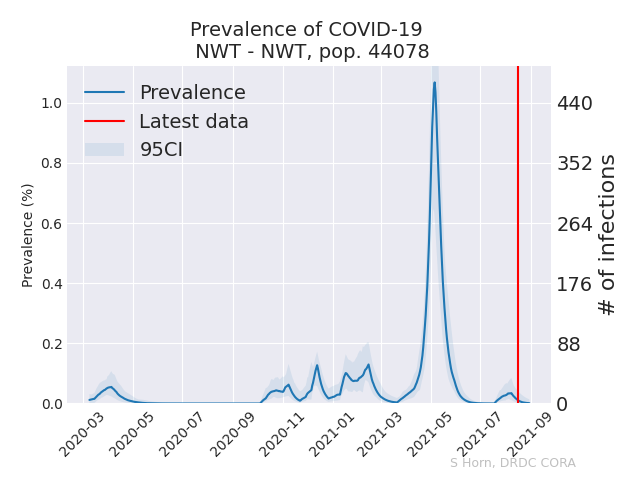 Prevalence of COVID-19
NWT - NWT, pop. 44078
Prevalence
Latest data
95CI
Prevalence (%)
1.0
0.8
0.6
0.4
0.2
0.0
440
352
264
176
88
0
# of infections
2020-03
2020-05
2020-07
2020-09
2020-11
2021-01
2021-03
2021-05
2021-07
2021-09
S Horn, DRDC CORA